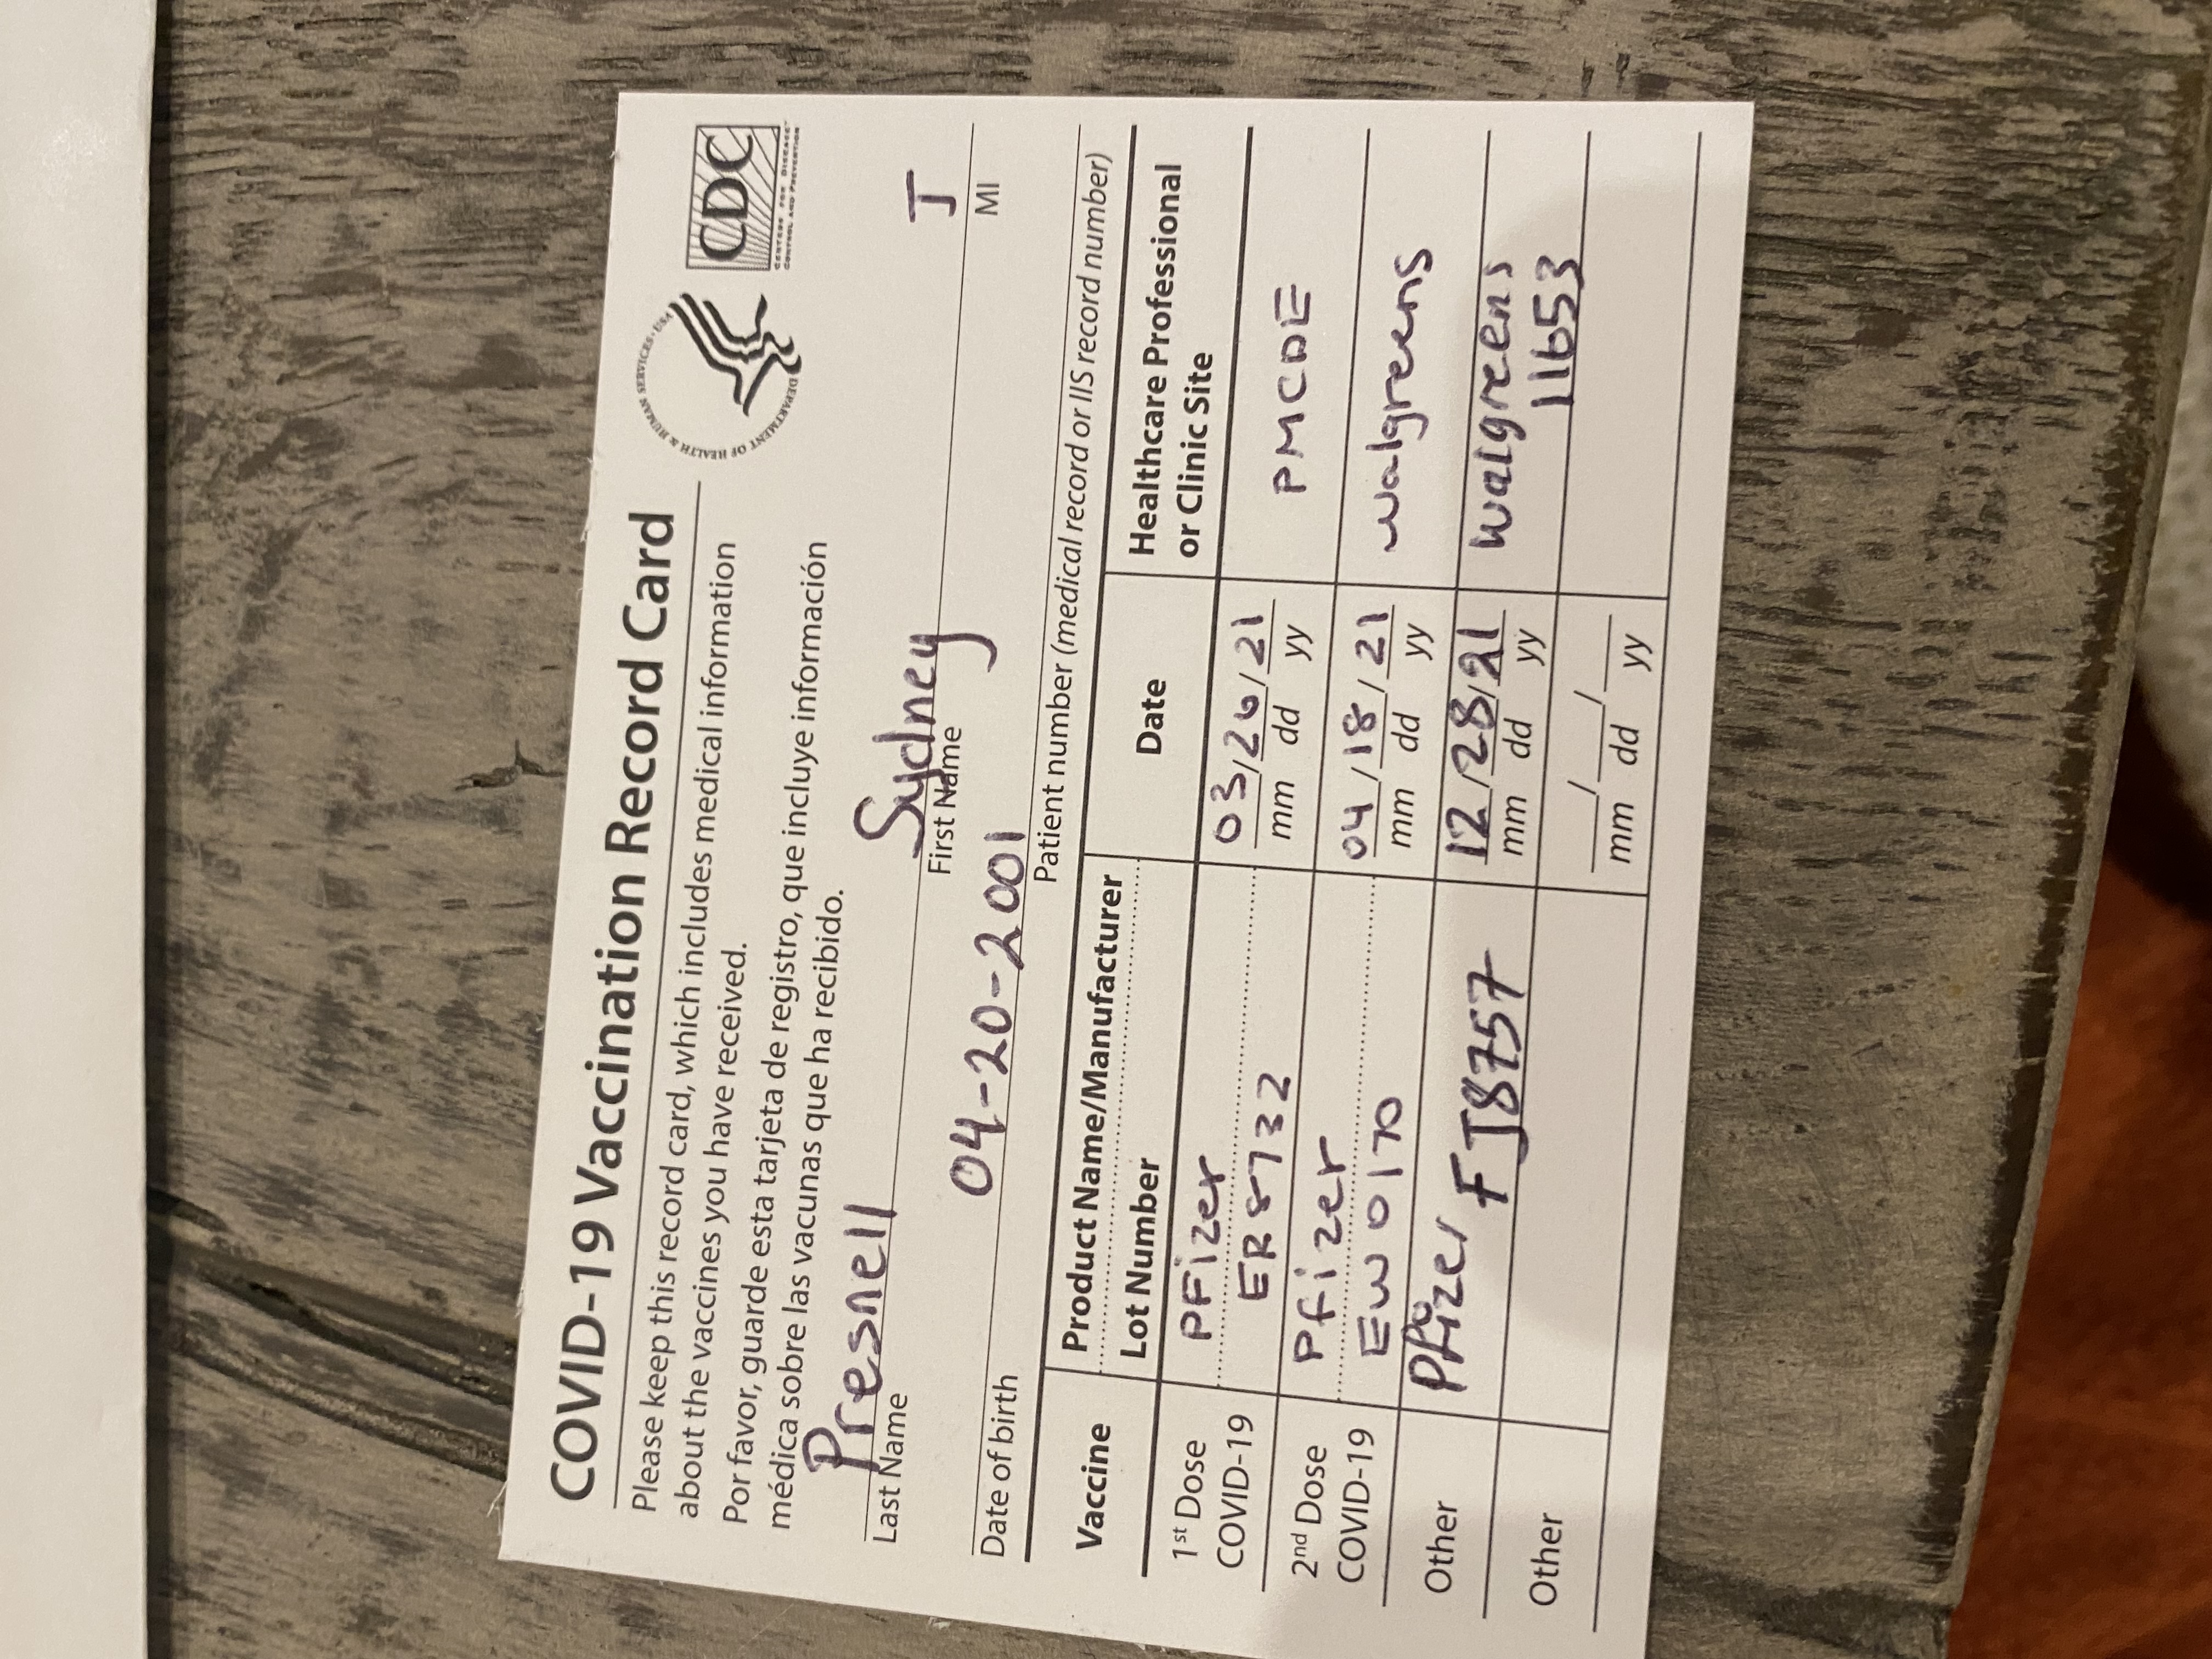 COVID-19 Vaccination Record Card
Please keep this record card, which includes medical information
about the vaccines you have received.
Por favor, guarde esta tarjeta de registro, que incluye información
médica sobre las vacunas que ha recibido.
DEPARTMENT OF HEALTH & HUMAN SERVICES · USA
CDC
CENTERS FOR DISEASE
CONTROL AND PREVENTION
Presnell Sydney J
Last Name First Name MI
04-20-2001
Date of birth Patient number (medical record or IIS record number)
Vaccine Product Name/Manufacturer Date Healthcare Professional
Lot Number or Clinic Site
1st Dose PFizer 03/26/21 PMCDE
COVID-19 ER8732 mm dd yy
2nd Dose Pfizer 04/18/21 walgreens
COVID-19 EW0170 mm dd yy
Other Pfizer FJ8757 12/28/21 Walgreens
mm dd yy 11653
Other / /
mm dd yy